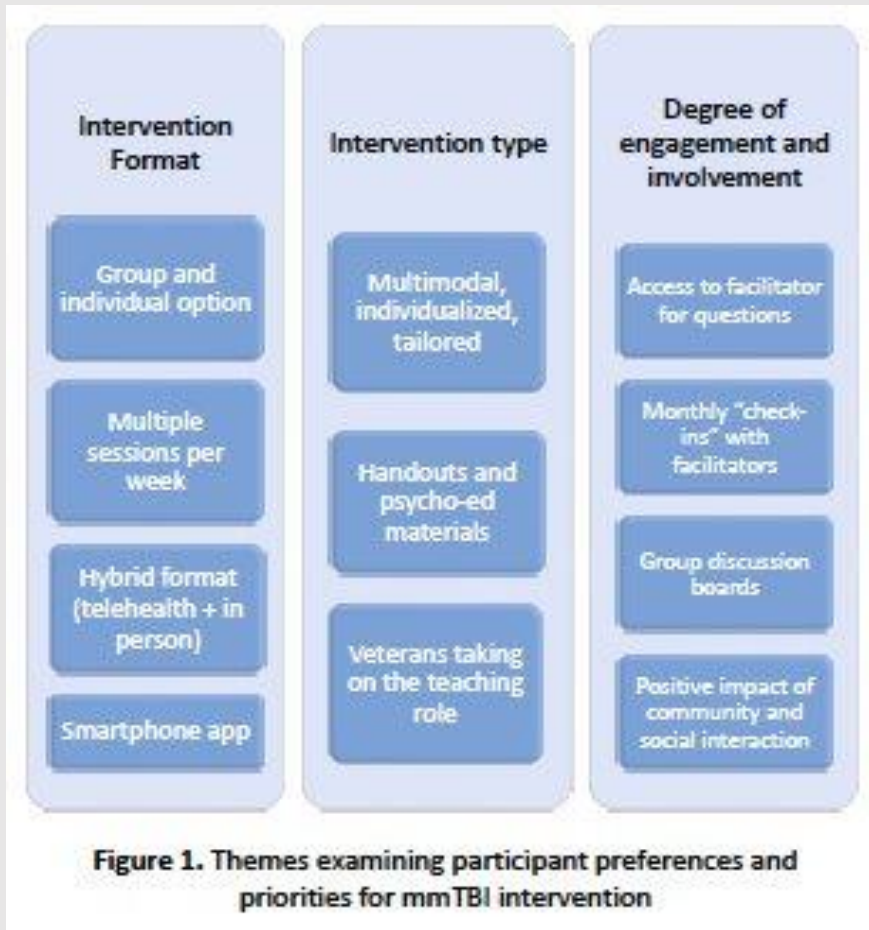 Intervention
Format
Group and
individual option
Multiple
sessions per
week
Hybrid format
(telehealth + in
person)
Smartphone app
Intervention type
Multimodal,
individualized,
tailored
Handouts and
psycho-ed
materials
Veterans taking
on the teaching
role
Degree of
engagement and
involvement
Access to facilitator
for questions
Monthly “check-
ins” with
facilitators
Group discussion
boards
Positive impact of
community and
social interaction
Figure 1. Themes examining participant preferences and
priorities for mmTBI intervention